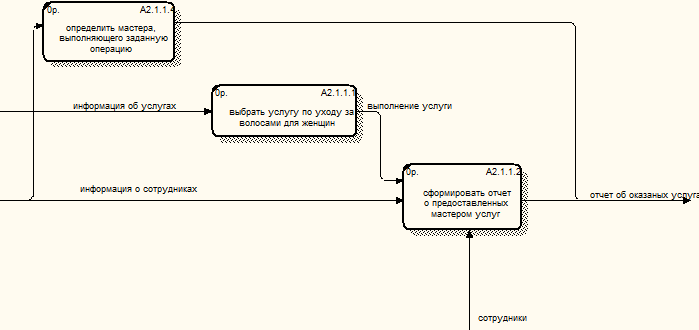 0р. A2.1.1.4
определить мастера,
выполняющего заданную
операцию
0р. A2.1.1.1
информация об услугах
выбрать услугу по уходу за
волосами для женщин
выполнение услуги
0р. A2.1.1.2
информация о сотрудниках
сформировать отчет
о предоставленных
мастером услуг
отчет об оказаных услуга
сотрудники